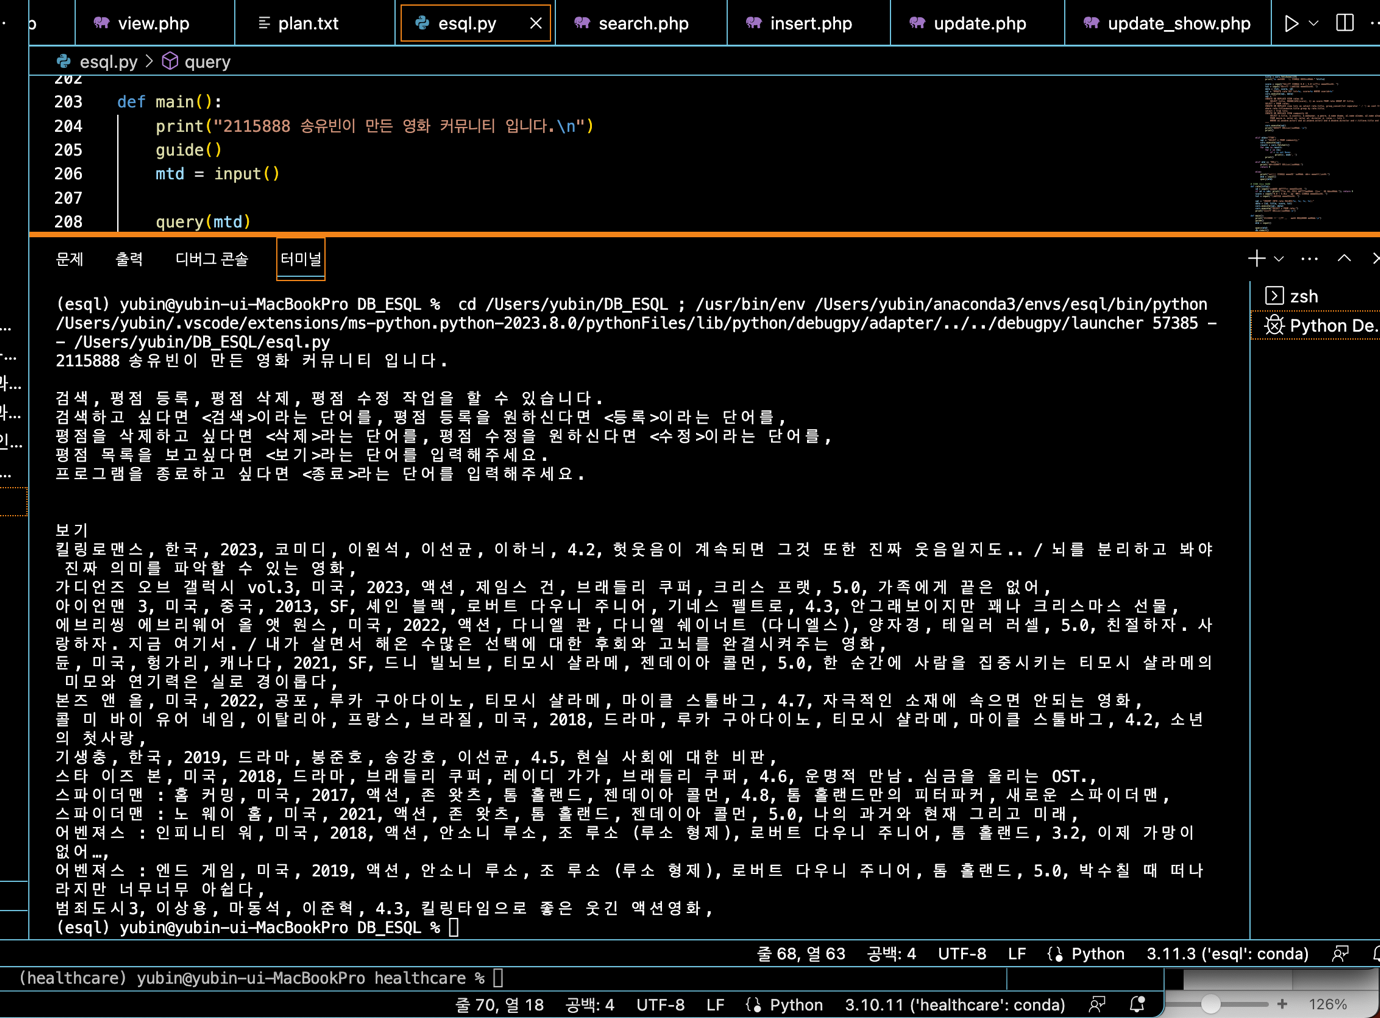 view.php plan.txt esql.py search.php insert.php update.php update_show.php
esql.py > query
202
203 def main():
204 print("2115888 송유빈이 만든 영화 커뮤니티 입니다.\n")
205 guide()
206 mtd = input()
207
208 query(mtd)
문제 출력 디버그 콘솔 터미널
zsh
Python De...
(esql) yubin@yubin-ui-MacBookPro DB_ESQL %  cd /Users/yubin/DB_ESQL ; /usr/bin/env /Users/yubin/anaconda3/envs/esql/bin/python
/Users/yubin/.vscode/extensions/ms-python.python-2023.8.0/pythonFiles/lib/python/debugpy/adapter/../../debugpy/launcher 57385 -
- /Users/yubin/DB_ESQL/esql.py
2115888 송유빈이 만든 영화 커뮤니티 입니다.
검색, 평점 등록, 평점 삭제, 평점 수정 작업을 할 수 있습니다.
검색하고 싶다면 <검색>이라는 단어를, 평점 등록을 원하신다면 <등록>이라는 단어를,
평점을 삭제하고 싶다면 <삭제>라는 단어를, 평점 수정을 원하신다면 <수정>이라는 단어를,
평점 목록을 보고싶다면 <보기>라는 단어를 입력해주세요.
프로그램을 종료하고 싶다면 <종료>라는 단어를 입력해주세요.
보기
킬링로맨스, 한국, 2023, 코미디, 이원석, 이선균, 이하늬, 4.2, 헛웃음이 계속되면 그것 또한 진짜 웃음일지도.. / 뇌를 분리하고 봐야
진짜 의미를 파악할 수 있는 영화,
가디언즈 오브 갤럭시 vol.3, 미국, 2023, 액션, 제임스 건, 브래들리 쿠퍼, 크리스 프랫, 5.0, 가족에게 끝은 없어,
아이언맨 3, 미국, 중국, 2013, SF, 셰인 블랙, 로버트 다우니 주니어, 기네스 펠트로, 4.3, 안그래보이지만 꽤나 크리스마스 선물,
에브리씽 에브리웨어 올 앳 원스, 미국, 2022, 액션, 다니엘 콴, 다니엘 쉐이너트 (다니엘스), 양자경, 테일러 러셀, 5.0, 친절하자. 사
랑하자. 지금 여기서. / 내가 살면서 해온 수많은 선택에 대한 후회와 고뇌를 완결시켜주는 영화,
듄, 미국, 헝가리, 캐나다, 2021, SF, 드니 빌뇌브, 티모시 샬라메, 젠데이아 콜먼, 5.0, 한 순간에 사람을 집중시키는 티모시 샬라메의
미모와 연기력은 실로 경이롭다,
본즈 앤 올, 미국, 2022, 공포, 루카 구아다이노, 티모시 샬라메, 마이클 스툴바그, 4.7, 자극적인 소재에 속으면 안되는 영화,
콜 미 바이 유어 네임, 이탈리아, 프랑스, 브라질, 미국, 2018, 드라마, 루카 구아다이노, 티모시 샬라메, 마이클 스툴바그, 4.2, 소년
의 첫사랑,
기생충, 한국, 2019, 드라마, 봉준호, 송강호, 이선균, 4.5, 현실 사회에 대한 비판,
스타 이즈 본, 미국, 2018, 드라마, 브래들리 쿠퍼, 레이디 가가, 브래들리 쿠퍼, 4.6, 운명적 만남. 심금을 울리는 OST.,
스파이더맨 : 홈 커밍, 미국, 2017, 액션, 존 왓츠, 톰 홀랜드, 젠데이아 콜먼, 4.8, 톰 홀랜드만의 피터파커, 새로운 스파이더맨,
스파이더맨 : 노 웨이 홈, 미국, 2021, 액션, 존 왓츠, 톰 홀랜드, 젠데이아 콜먼, 5.0, 나의 과거와 현재 그리고 미래,
어벤져스 : 인피니티 워, 미국, 2018, 액션, 안소니 루소, 조 루소 (루소 형제), 로버트 다우니 주니어, 톰 홀랜드, 3.2, 이제 가망이
없어…,
어벤져스 : 엔드 게임, 미국, 2019, 액션, 안소니 루소, 조 루소 (루소 형제), 로버트 다우니 주니어, 톰 홀랜드, 5.0, 박수칠 때 떠나
라지만 너무너무 아쉽다,
범죄도시3, 이상용, 마동석, 이준혁, 4.3, 킬링타임으로 좋은 웃긴 액션영화,
(esql) yubin@yubin-ui-MacBookPro DB_ESQL %
줄 68, 열 63 공백: 4 UTF-8 LF Python 3.11.3 ('esql': conda)
(healthcare) yubin@yubin-ui-MacBookPro healthcare %
줄 70, 열 18 공백: 4 UTF-8 LF Python 3.10.11 ('healthcare': conda)
126%